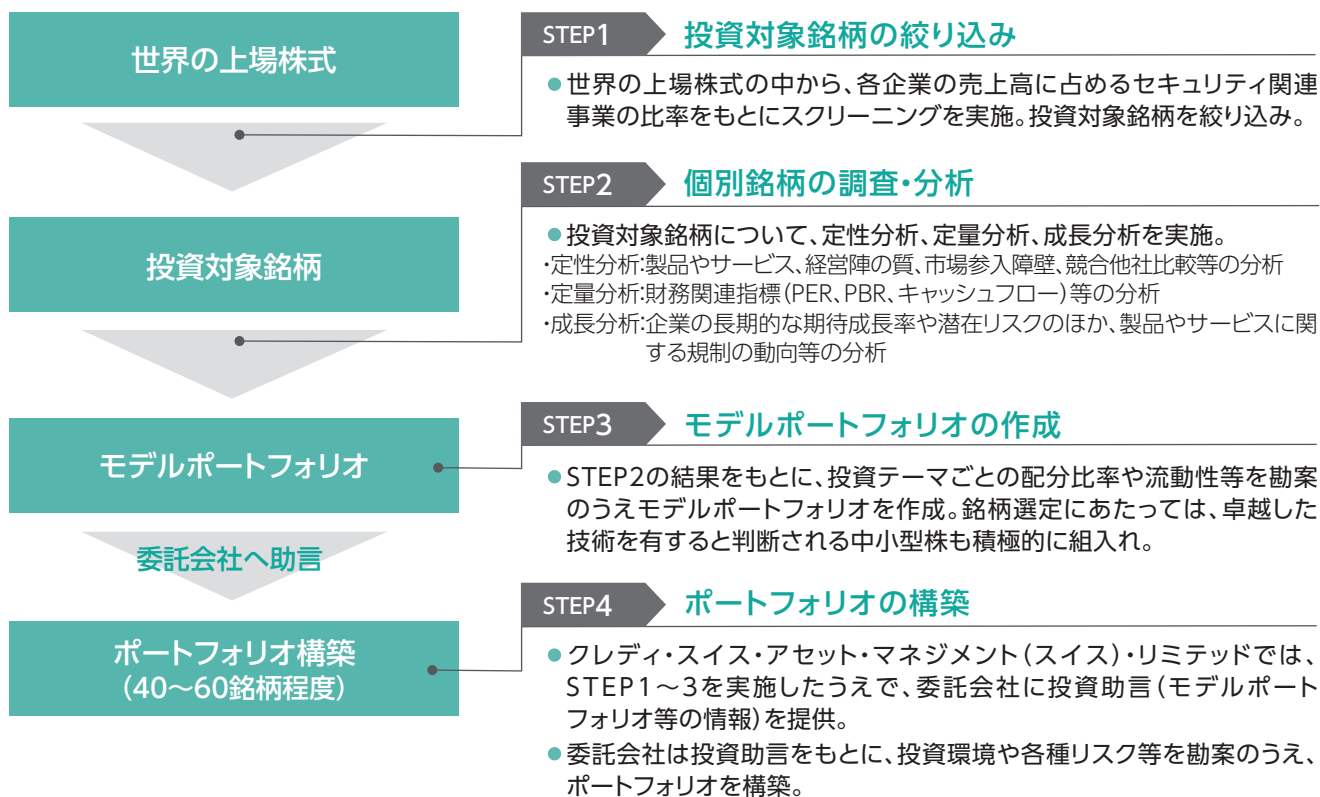 世界の上場株式
STEP1 投資対象銘柄の絞り込み
●世界の上場株式の中から、各企業の売上高に占めるセキュリティ関連
事業の比率をもとにスクリーニングを実施。投資対象銘柄を絞り込み。
投資対象銘柄
STEP2 個別銘柄の調査・分析
●投資対象銘柄について、定性分析、定量分析、成長分析を実施。
・定性分析:製品やサービス、経営陣の質、市場参入障壁、競合他社比較等の分析
・定量分析:財務関連指標(PER、PBR、キャッシュフロー)等の分析
・成長分析:企業の長期的な期待成長率や潜在リスクのほか、製品やサービスに関
する規制の動向等の分析
モデルポートフォリオ
STEP3 モデルポートフォリオの作成
●STEP2の結果をもとに、投資テーマごとの配分比率や流動性等を勘案
のうえモデルポートフォリオを作成。銘柄選定にあたっては、卓越した
技術を有すると判断される中小型株も積極的に組入れ。
委託会社へ助言
ポートフォリオ構築
(40〜60銘柄程度)
STEP4 ポートフォリオの構築
●クレディ・スイス・アセット・マネジメント(スイス)・リミテッドでは、
STEP1〜3を実施したうえで、委託会社に投資助言(モデルポート
フォリオ等の情報)を提供。
●委託会社は投資助言をもとに、投資環境や各種リスク等を勘案のうえ、
ポートフォリオを構築。